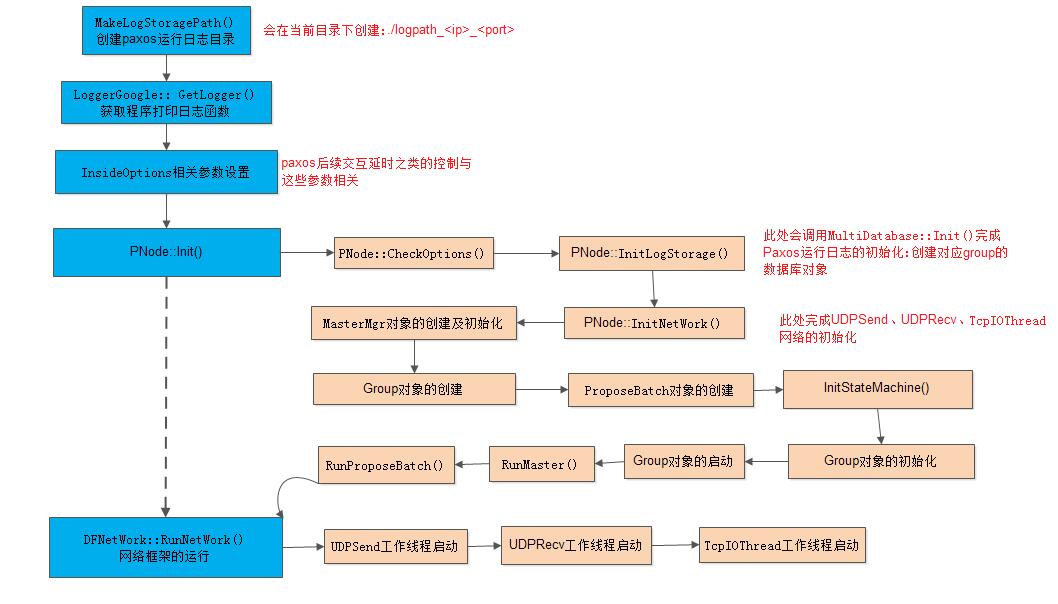 MakeLogStoragePath()
创建paxos运行日志目录
会在当前目录下创建:./logpath_<ip>_<port>
LoggerGoogle:: GetLogger()
获取程序打印日志函数
InsideOptions相关参数设置
paxos后续交互延时之类的控制与
这些参数相关
PNode::Init()
PNode::CheckOptions()
PNode::InitLogStorage()
此处会调用MultiDatabase::Init()完成
Paxos运行日志的初始化:创建对应group的
数据库对象
MasterMgr对象的创建及初始化
PNode::InitNetWork()
此处完成UDPSend、UDPRecv、TcpIOThread
网络的初始化
Group对象的创建
ProposeBatch对象的创建
InitStateMachine()
RunProposeBatch()
RunMaster()
Group对象的启动
Group对象的初始化
DFNetWork::RunNetWork()
网络框架的运行
UDPSend工作线程启动
UDPRecv工作线程启动
TcpIOThread工作线程启动